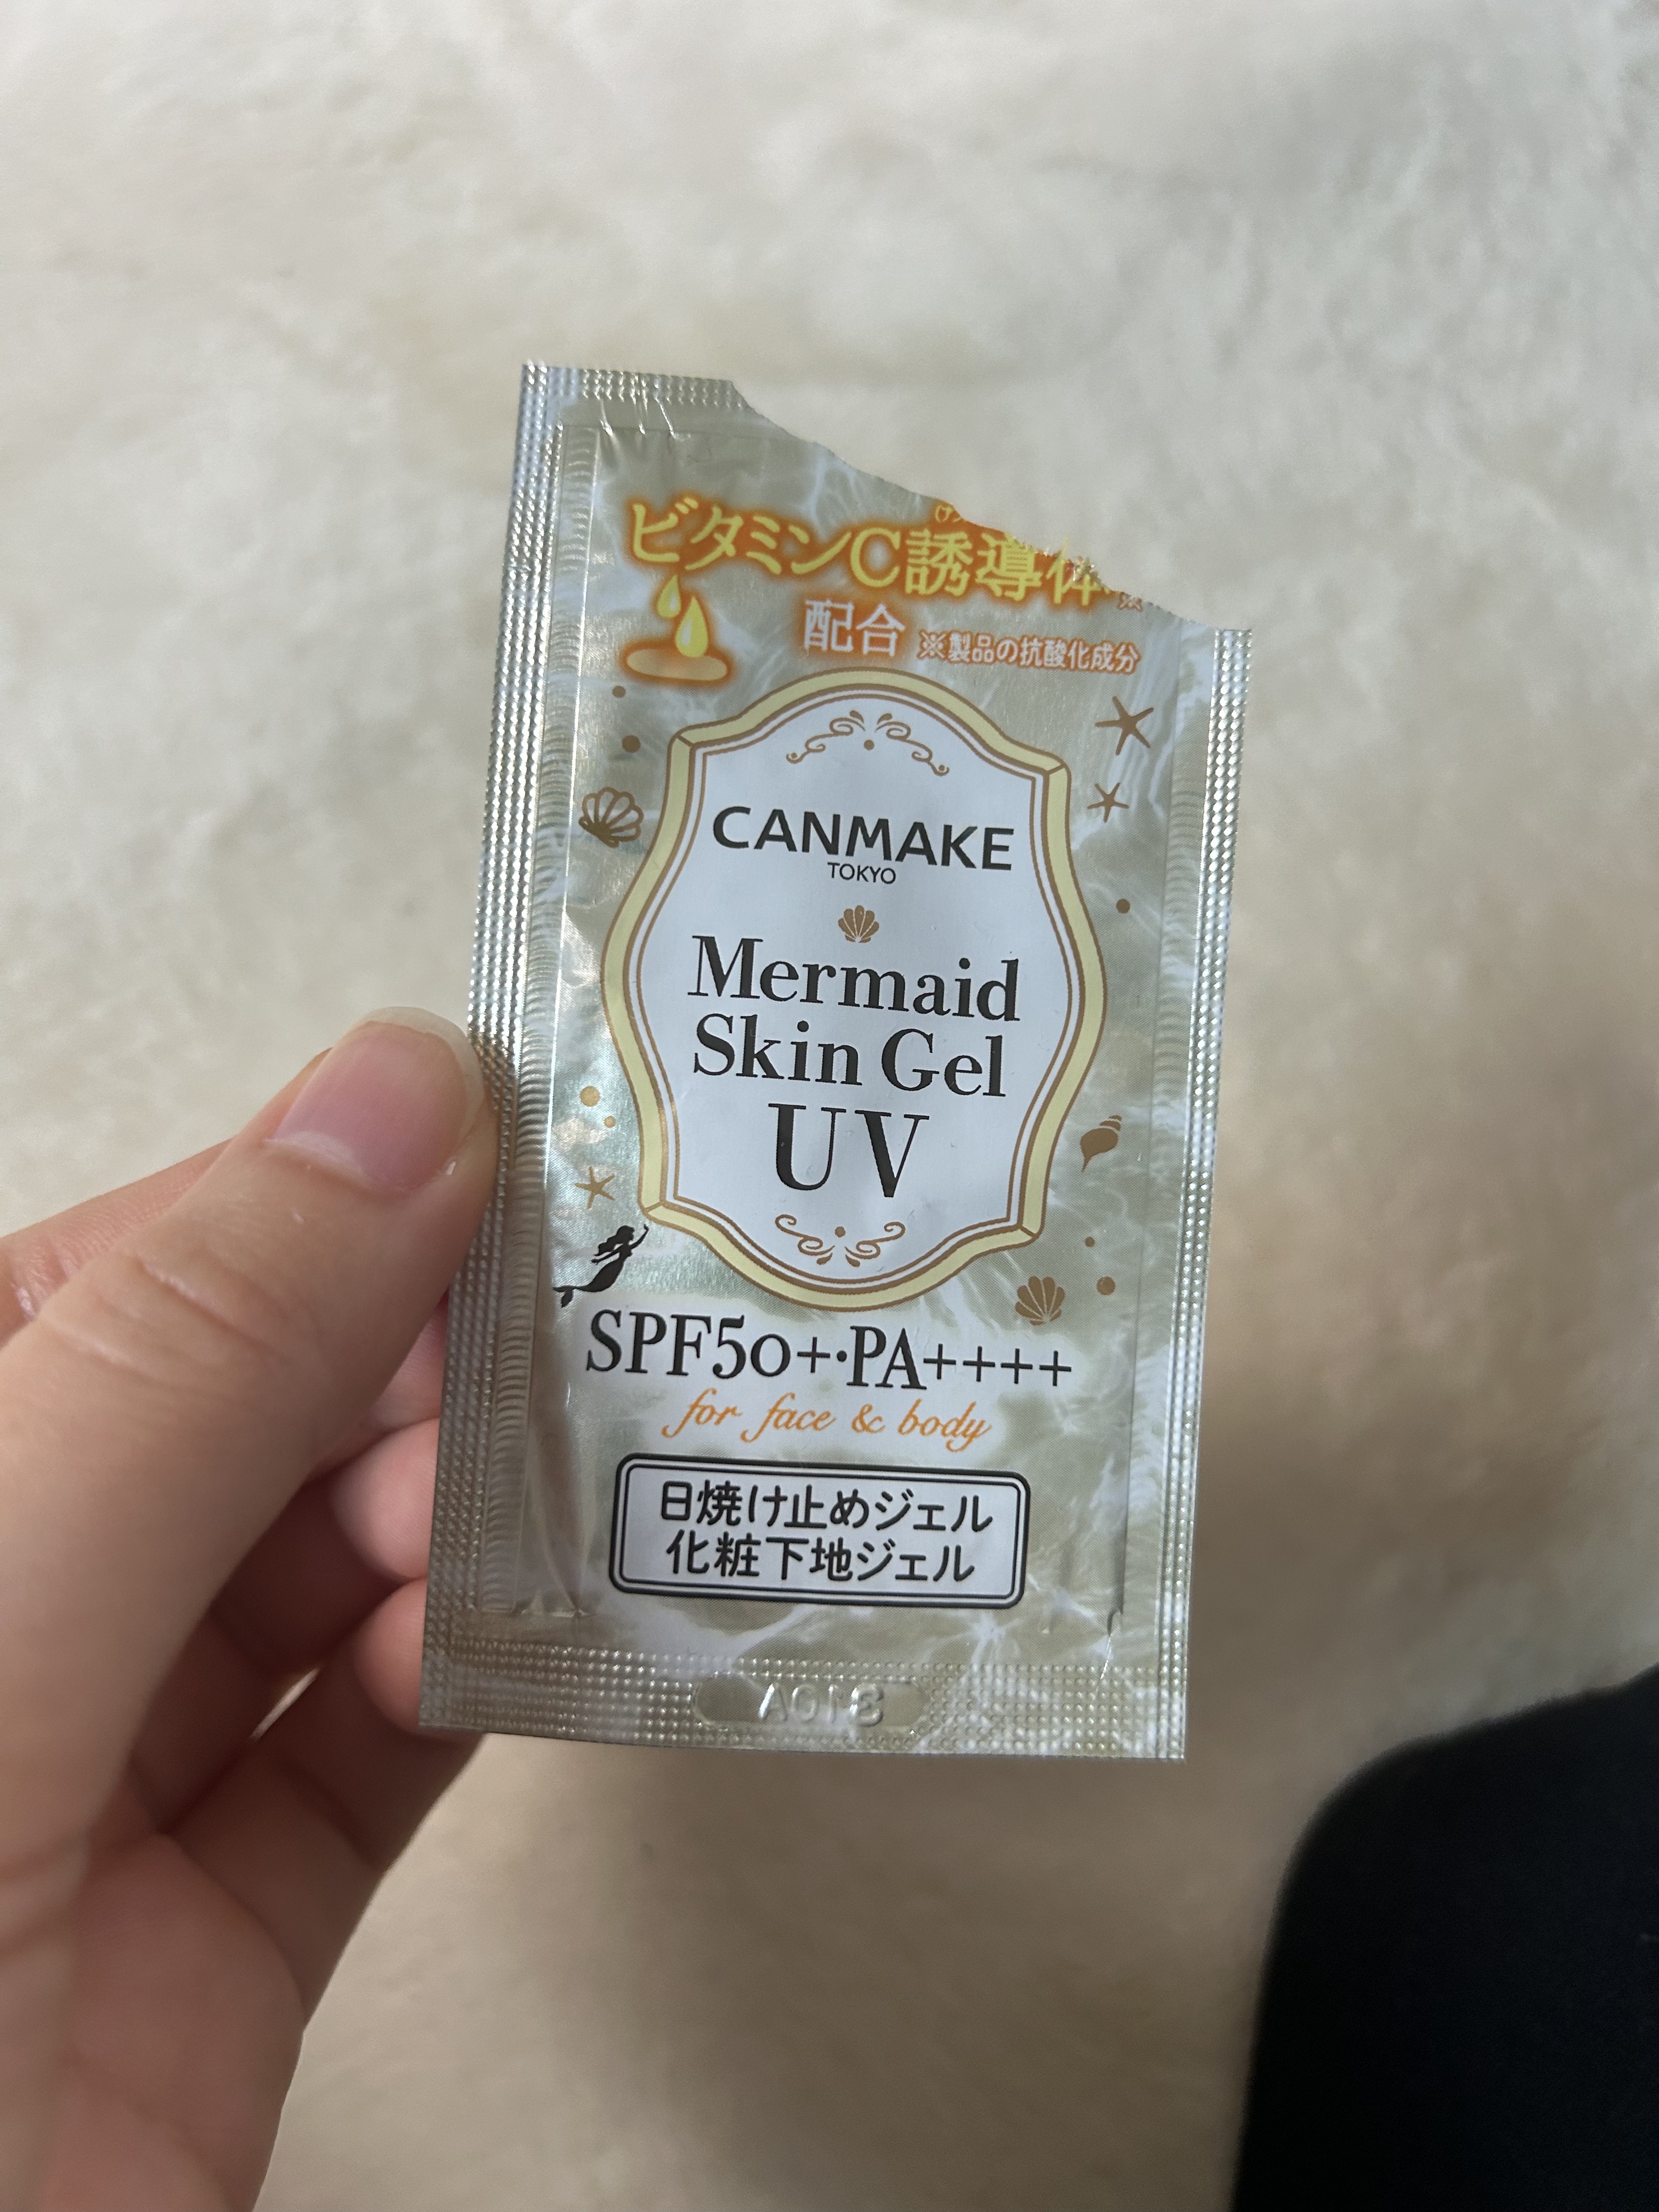 ビタミンC誘導体※
配合 ※製品の抗酸化成分
CANMAKE
TOKYO
Mermaid
Skin Gel
UV
SPF50+・PA++++
for face & body
日焼け止めジェル
化粧下地ジェル